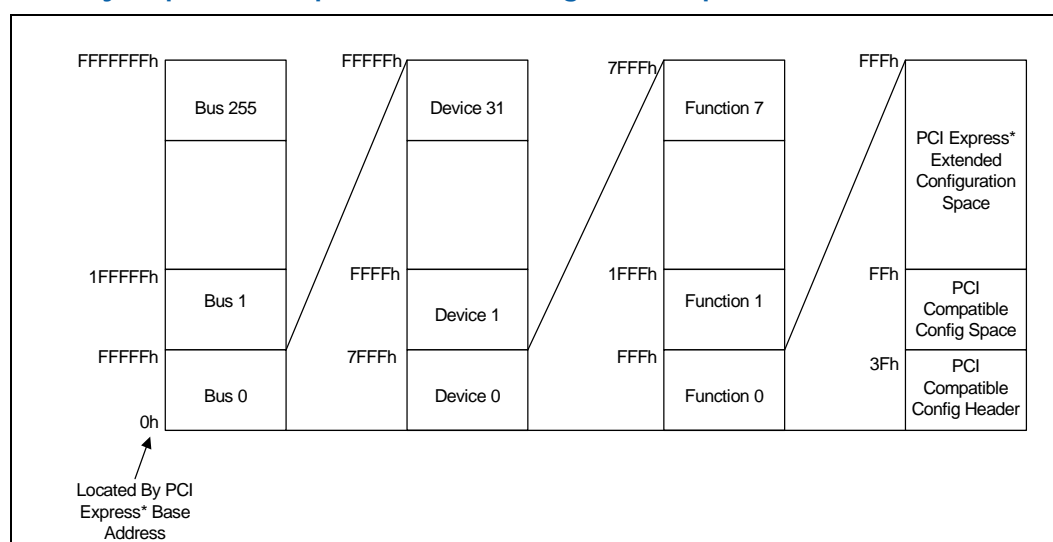 FFFFFFFh
Bus 255
1FFFFFh
Bus 1
FFFFFh
Bus 0
0h
Located By PCI
Express* Base
Address
FFFFFh
Device 31
FFFFh
Device 1
7FFFh
Device 0
7FFFh
Function 7
1FFFh
Function 1
FFFh
Function 0
FFFh
PCI Express*
Extended
Configuration
Space
FFh
PCI
Compatible
Config Space
3Fh
PCI
Compatible
Config Header